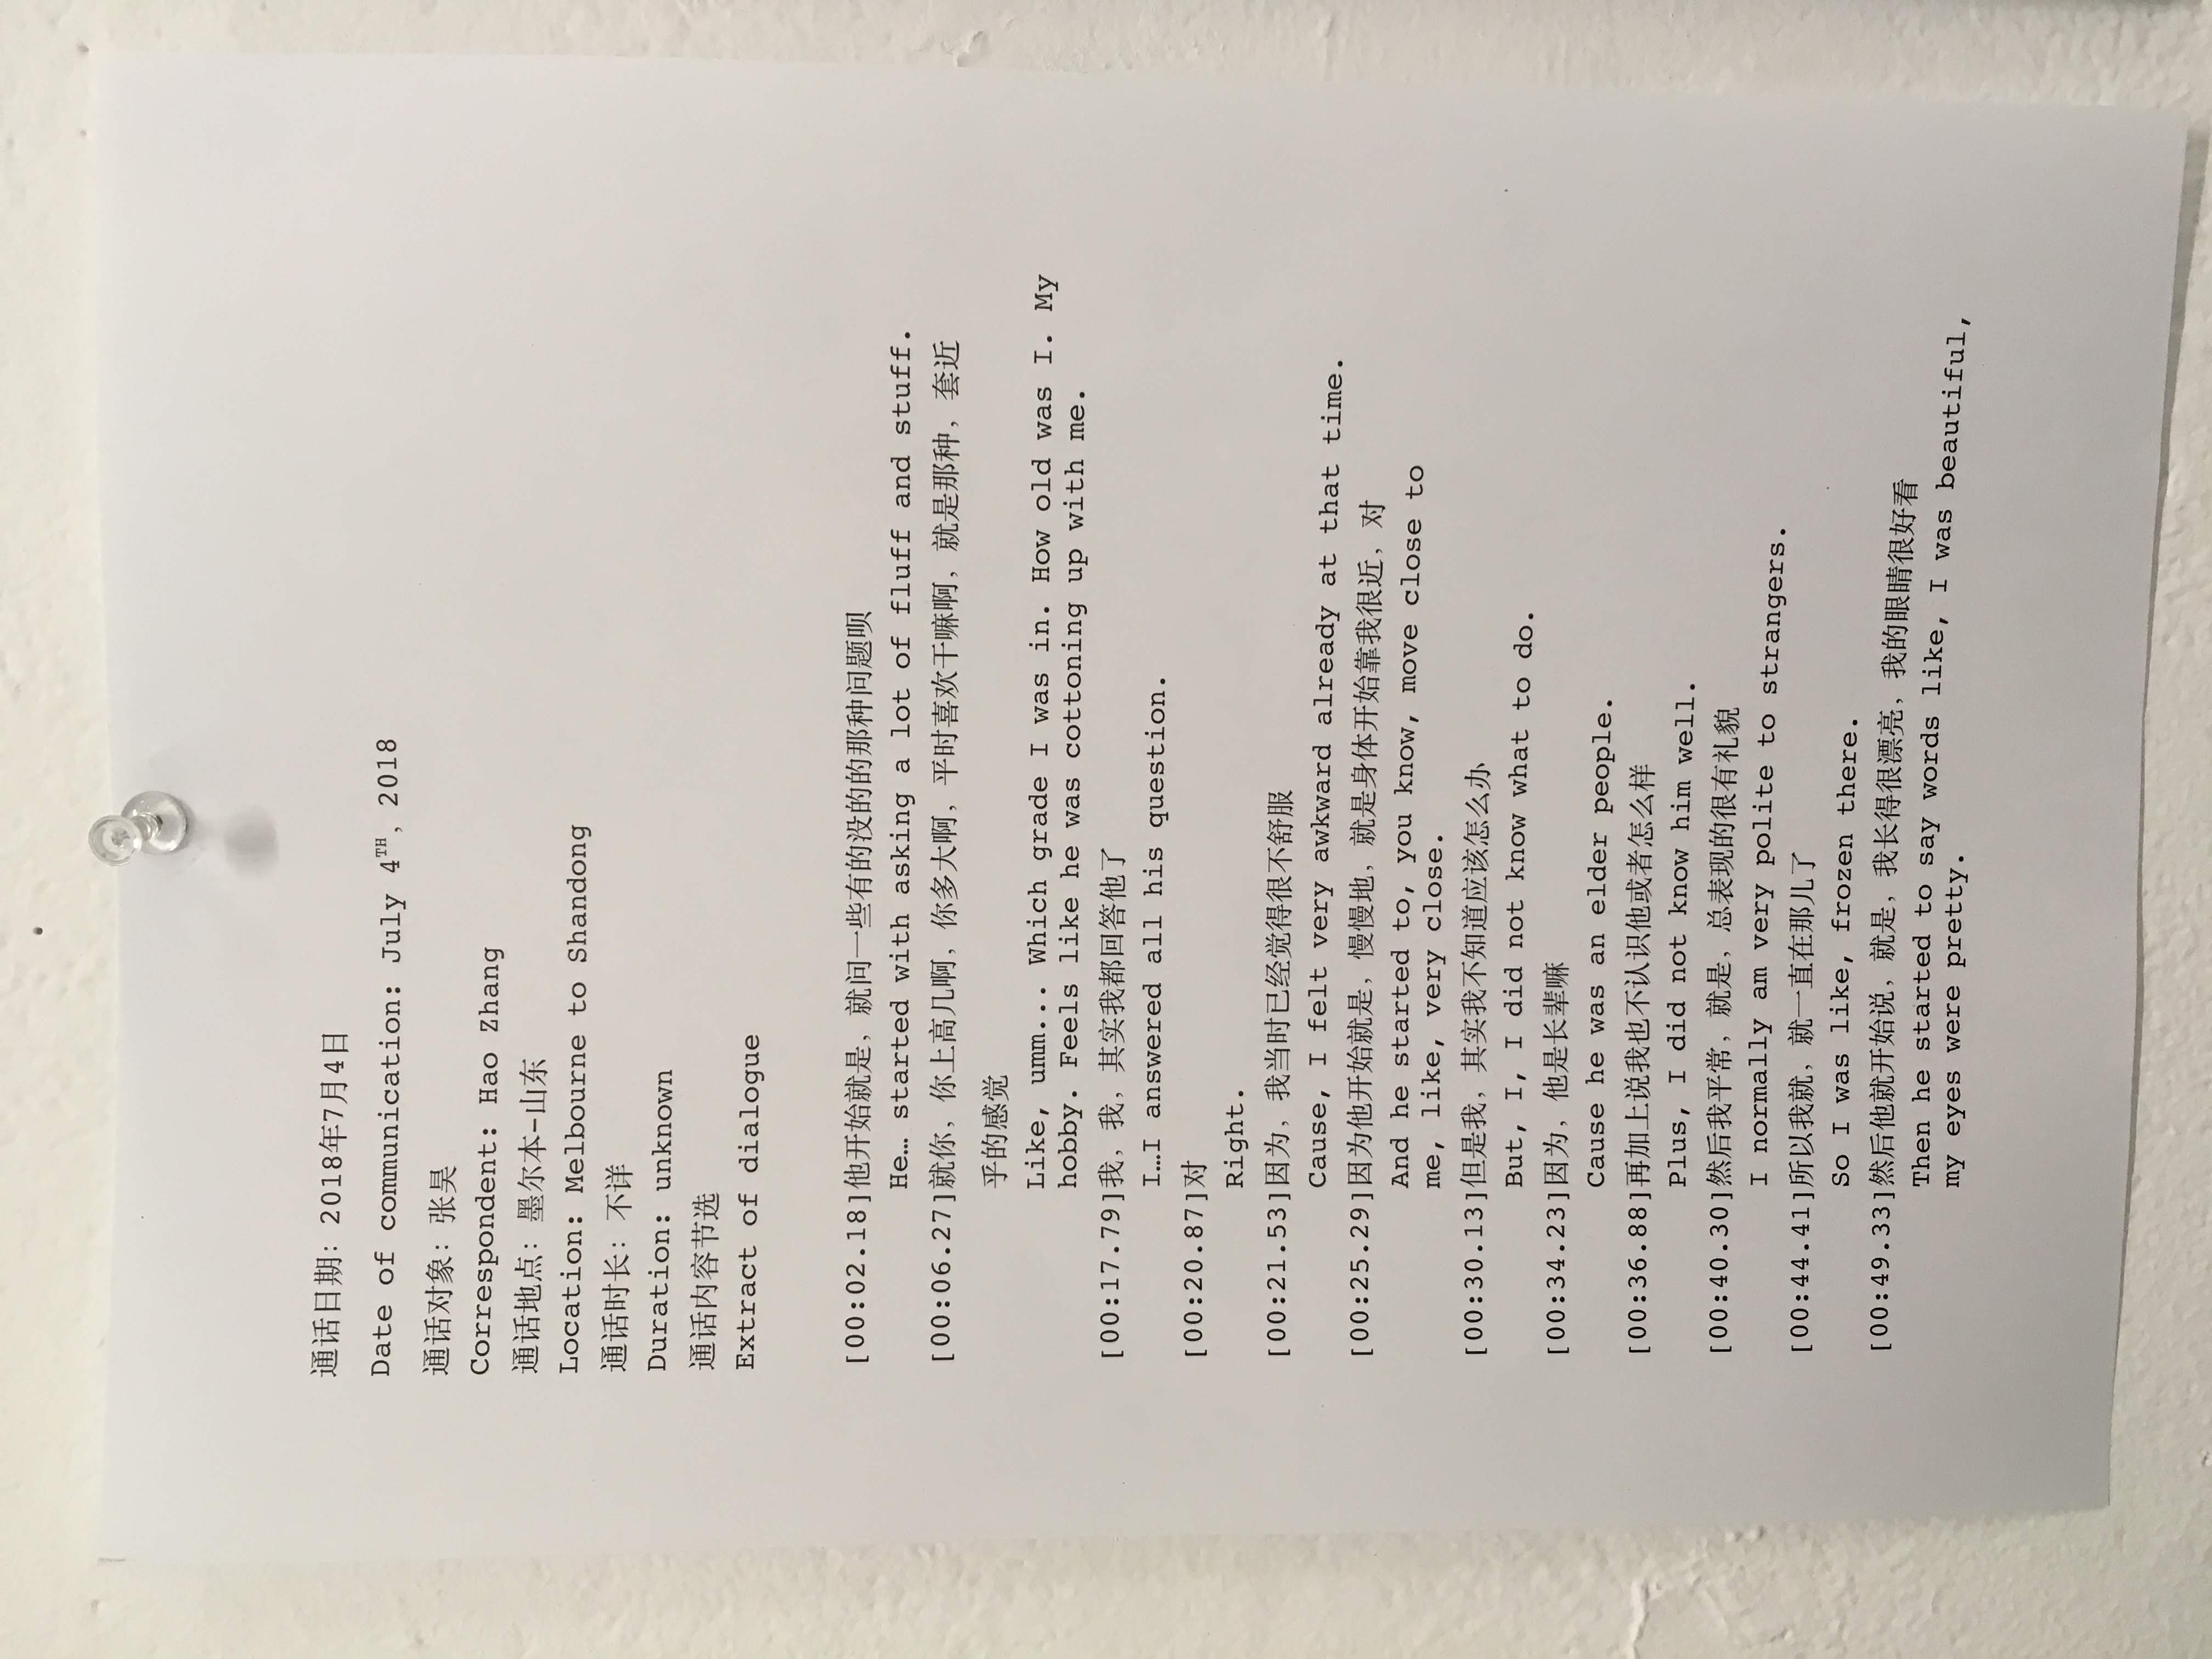 通话日期：2018年7月4日
Date of communication: July 4TH, 2018
通话对象：张昊
Correspondent: Hao Zhang
通话地点：墨尔本-山东
Location: Melbourne to Shandong
通话时长：不详
Duration: unknown
通话内容节选
Extract of dialogue
[00:02.18]他开始就是，就问一些有的没的的那种问题呗
He… started with asking a lot of fluff and stuff.
[00:06.27]就你，你上高几啊，你多大啊，平时喜欢干嘛啊，就是那种，套近
乎的感觉
Like, umm... Which grade I was in. How old was I. My
hobby. Feels like he was cottoning up with me.
[00:17.79]我，我，其实我都回答他了
I…I answered all his question.
[00:20.87]对
Right.
[00:21.53]因为，我当时已经觉得很不舒服
Cause, I felt very awkward already at that time.
[00:25.29]因为他开始就是，慢慢地，就是身体开始靠我很近，对
And he started to, you know, move close to
me, like, very close.
[00:30.13]但是我，其实我不知道应该怎么办
But, I, I did not know what to do.
[00:34.23]因为，他是长辈嘛
Cause he was an elder people.
[00:36.88]再加上说我也不认识他或者怎么样
Plus, I did not know him well.
[00:40.30]然后我平常，就是，总表现的很有礼貌
I normally am very polite to strangers.
[00:44.41]所以我就，就一直在那儿了
So I was like, frozen there.
[00:49.33]然后他就开始说，就是，我长得很漂亮，我的眼睛很好看
Then he started to say words like, I was beautiful,
my eyes were pretty.